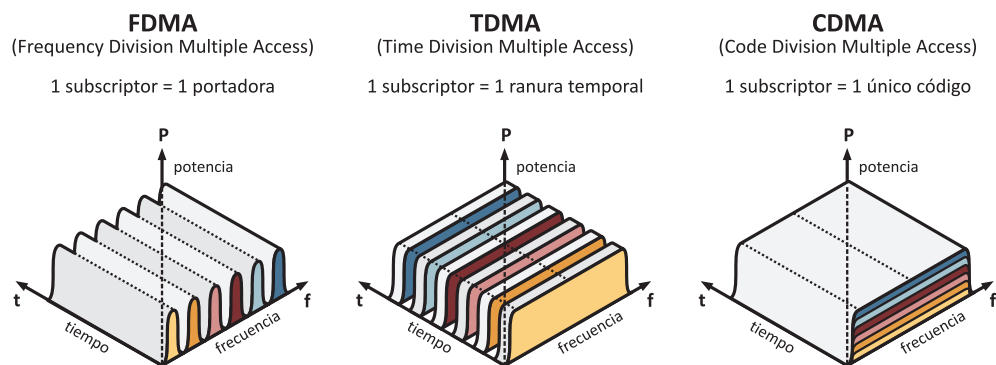 FDMA
(Frequency Division Multiple Access)
1 subscriptor = 1 portadora
P
potencia
t
tiempo
frecuencia
f
TDMA
(Time Division Multiple Access)
1 subscriptor = 1 ranura temporal
P
potencia
t
tiempo
frecuencia
f
CDMA
(Code Division Multiple Access)
1 subscriptor = 1 único código
P
potencia
t
tiempo
frecuencia
f